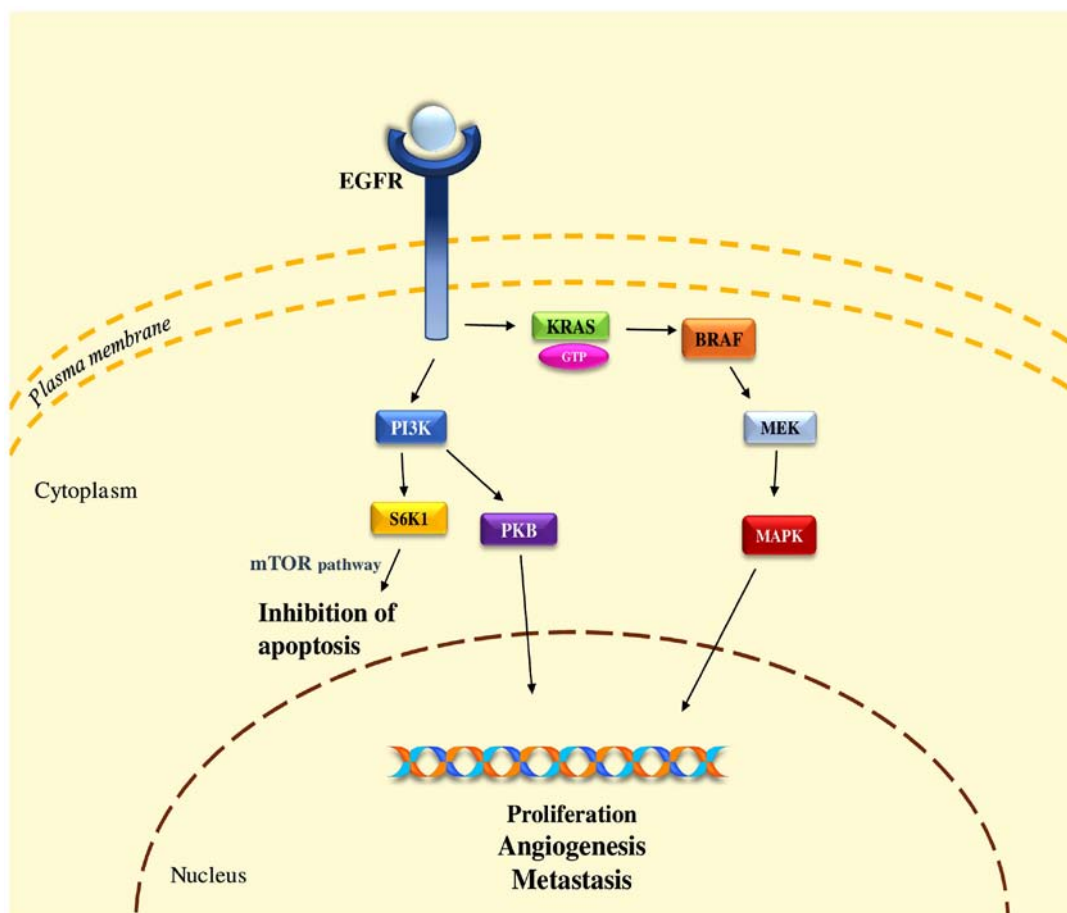 EGFR
Plasma membrane
KRAS
GTP
BRAF
PI3K
MEK
Cytoplasm
S6K1
PKB
MAPK
mTOR pathway
Inhibition of
apoptosis
Proliferation
Angiogenesis
Metastasis
Nucleus